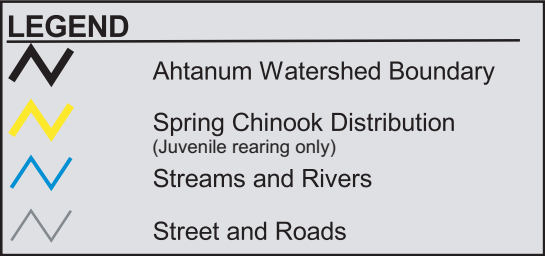 LEGEND
Ahtanum Watershed Boundary
Spring Chinook Distribution
(Juvenile rearing only)
Streams and Rivers
Street and Roads